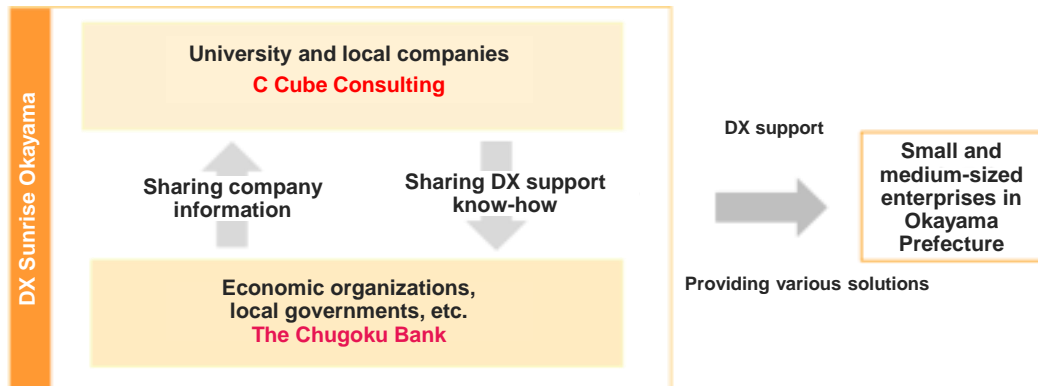 DX Sunrise Okayama
University and local companies
C Cube Consulting
Sharing company
information
Sharing DX support
know-how
Economic organizations,
local governments, etc.
The Chugoku Bank
DX support
Providing various solutions
Small and
medium-sized
enterprises in
Okayama
Prefecture